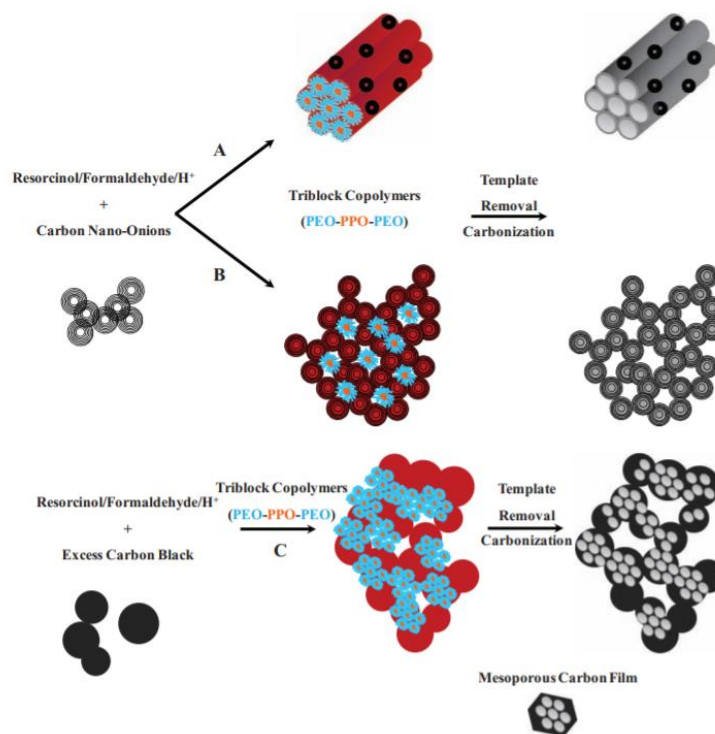 A
Resorcinol/Formaldehyde/H⁺
+
Carbon Nano-Onions
Triblock Copolymers
(PEO-PPO-PEO)
Template
Removal
Carbonization
B
Resorcinol/Formaldehyde/H⁺
+
Excess Carbon Black
Triblock Copolymers
(PEO-PPO-PEO)
C
Template
Removal
Carbonization
Mesoporous Carbon Film